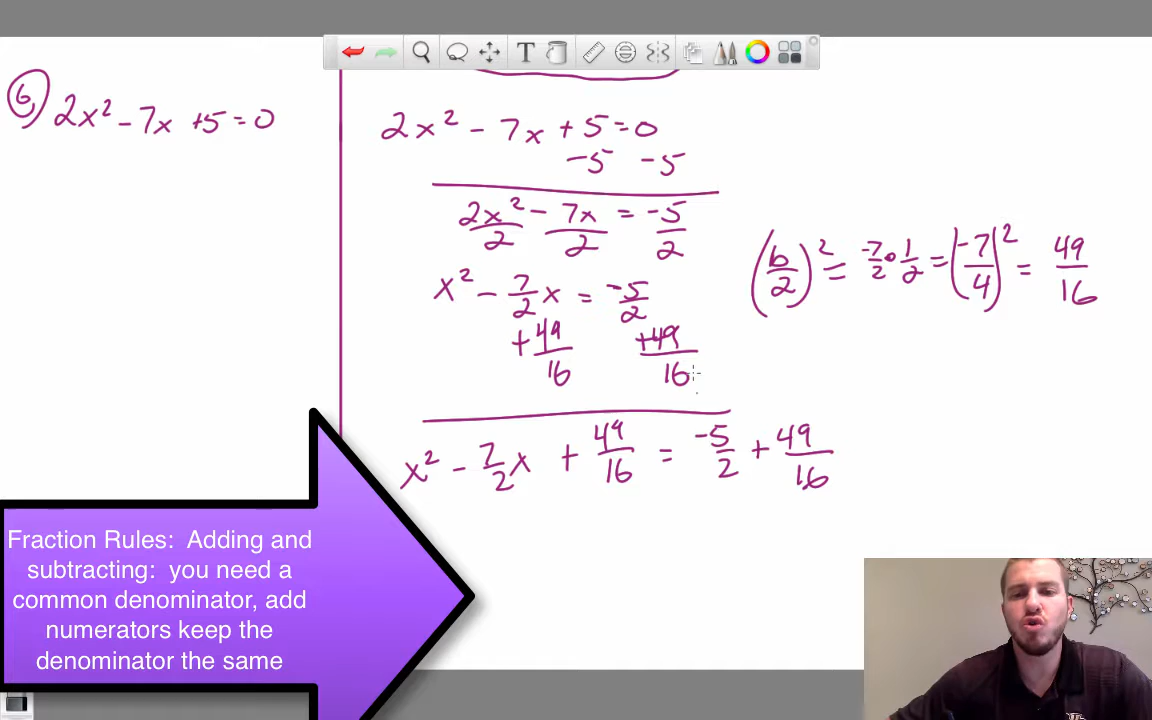 6 2x² - 7x +5 = 0
2x² - 7x + 5 = 0
-5 -5
2x²/2 - 7x/2 = -5/2
x² - 7/2 x = -5/2
+49/16 +49/16
x² - 7/2 x + 49/16 = -5/2 + 49/16
(b/2)² = -7/2 • 1/2 = (-7/4)² = 49/16
Fraction Rules: Adding and
subtracting: you need a
common denominator, add
numerators keep the
denominator the same
T